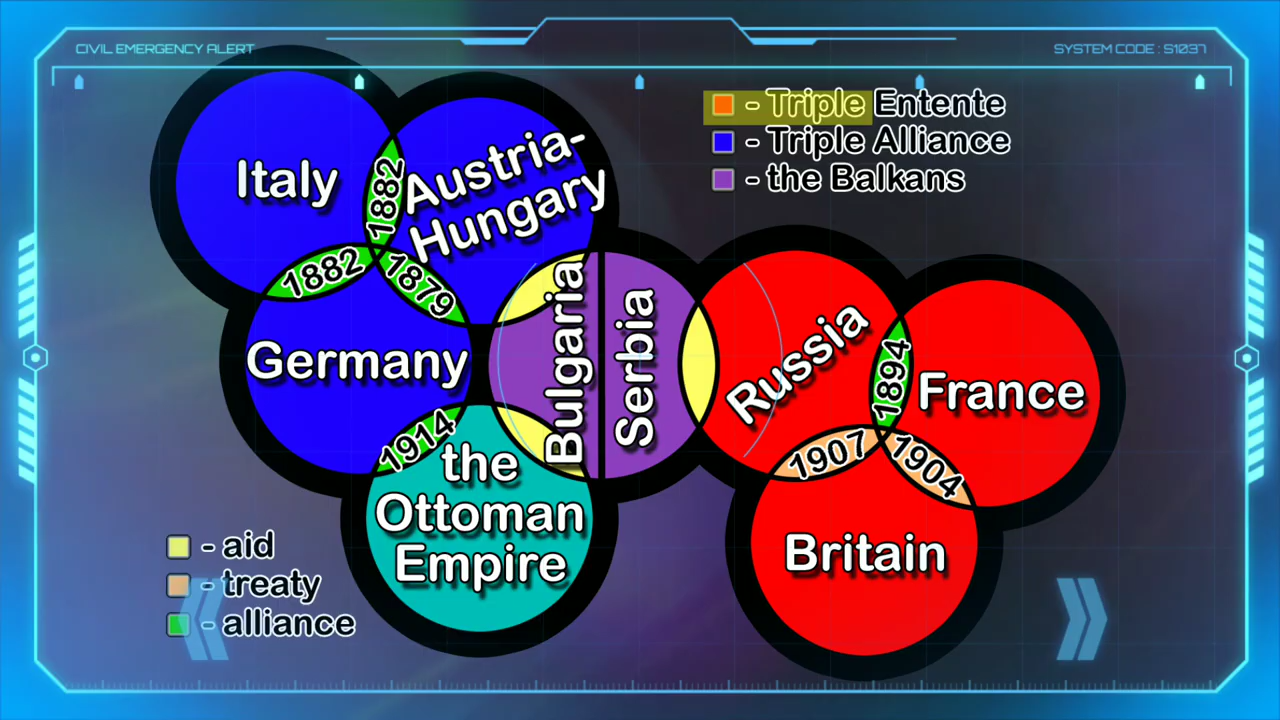 CIVIL EMERGENCY ALERT
SYSTEM CODE : S1037
- Triple Entente
- Triple Alliance
- the Balkans
Italy
Austria-
Hungary
1882
1882
1879
Germany
Bulgaria
Serbia
Russia
France
1894
1907
1904
Britain
1914
the
Ottoman
Empire
- aid
- treaty
- alliance